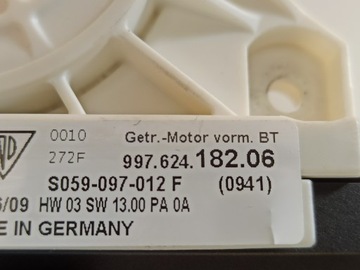 0010 Getr.-Motor vorm. BT
272F 997.624.182.06
S059-097-012 F (0941)
/09 HW 03 SW 13.00 PA 0A
IN GERMANY